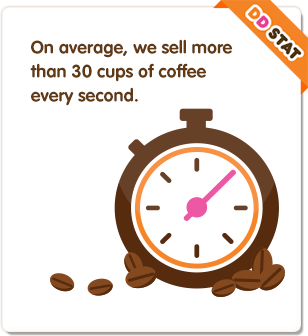 DD STAT
On average, we sell more
than 30 cups of coffee
every second.